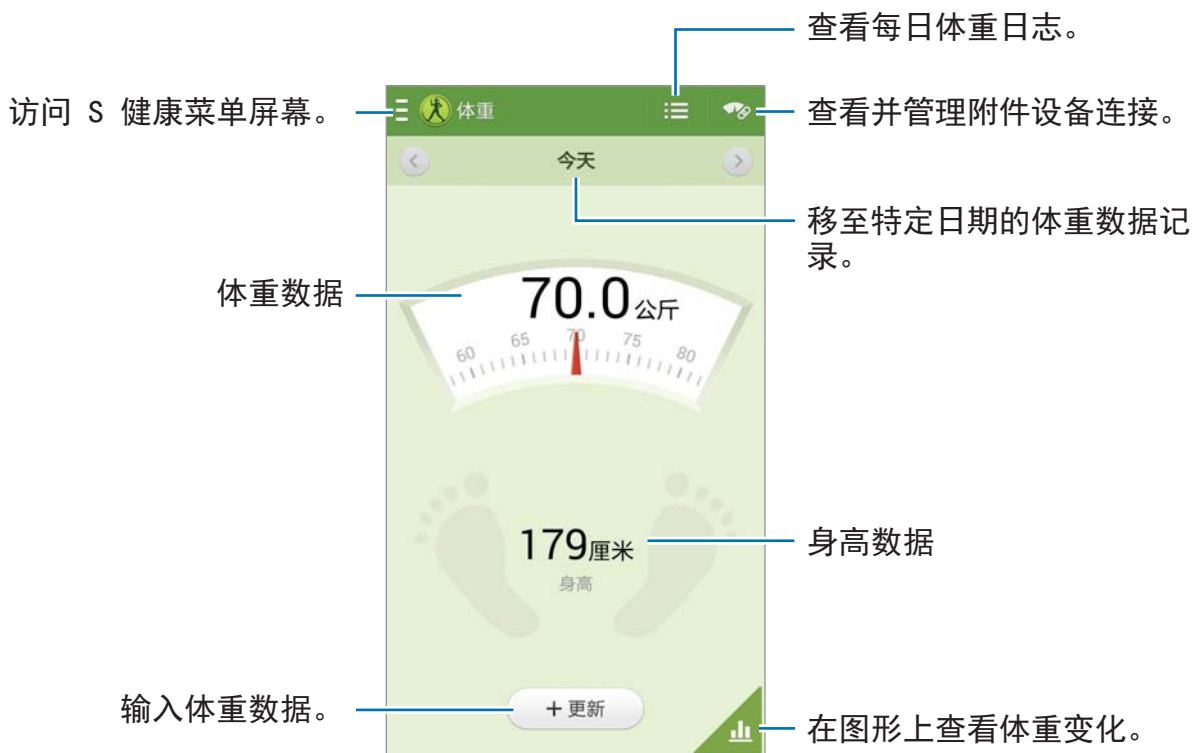 查看每日体重日志。
访问 S 健康菜单屏幕。
体重
查看并管理附件设备连接。
今天
移至特定日期的体重数据记
录。
体重数据
70.0公斤
60 65 70 75 80
179厘米
身高数据
身高
输入体重数据。
+更新
在图形上查看体重变化。